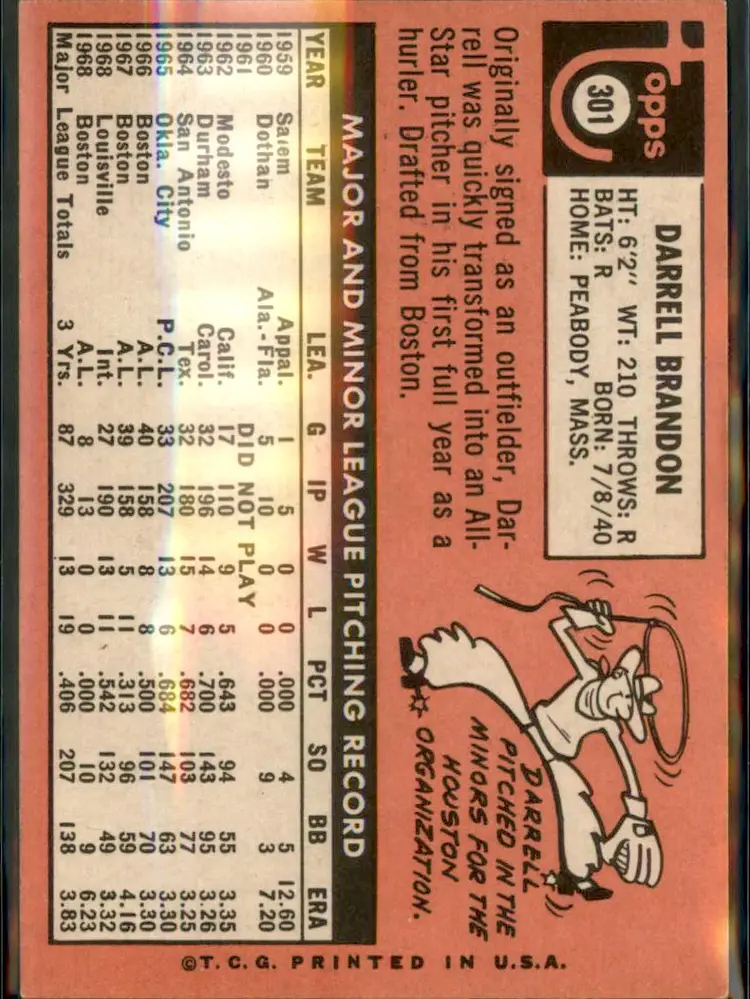 Topps
301
DARRELL BRANDON
HT: 6'2" WT: 210 THROWS: R
BATS: R BORN: 7/8/40
HOME: PEABODY, MASS.
Originally signed as an outfielder, Dar-
rell was quickly transformed into an All-
Star pitcher in his first full year as a
hurler. Drafted from Boston.
DARRELL
PITCHED IN THE
MINORS FOR THE
HOUSTON
ORGANIZATION.
MAJOR AND MINOR LEAGUE PITCHING RECORD
YEAR TEAM LEA. G IP W L PCT SO BB ERA
1959 Salem Appal. 1 5 0 0 .000 4 5 12.60
1960 Dothan Ala.-Fla. 5 10 0 0 .000 9 3 7.20
1961 DID NOT PLAY
1962 Modesto Calif. 17 110 9 5 .643 94 55 3.35
1963 Durham Carol. 32 196 14 6 .700 143 95 3.26
1964 San Antonio Tex. 32 180 15 7 .682 103 77 3.25
1965 Okla. City P.C.L. 33 207 13 6 .684 147 63 3.30
1966 Boston A.L. 40 158 8 8 .500 101 70 3.30
1967 Boston A.L. 39 158 5 11 .313 96 59 4.16
1968 Louisville Int. 27 190 13 11 .542 132 49 3.32
1968 Boston A.L. 8 13 0 0 .000 10 9 6.23
Major League Totals 3 Yrs. 87 329 13 19 .406 207 138 3.83
©T.C.G. PRINTED IN U.S.A.